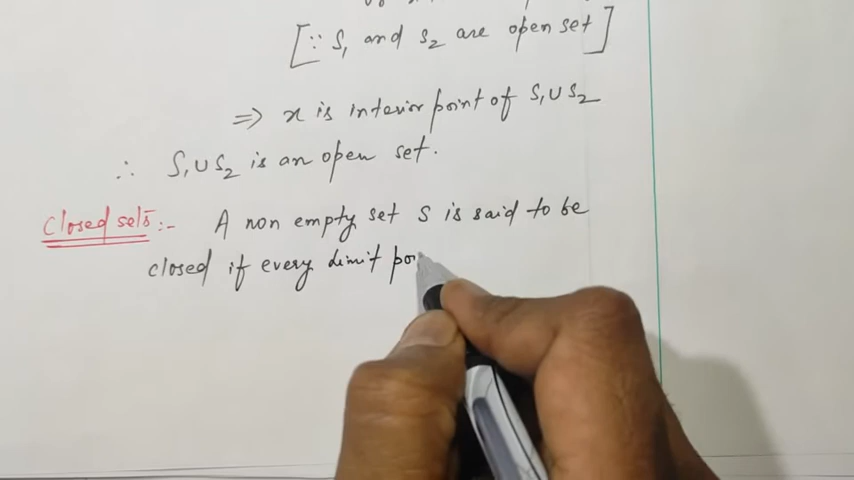 [∵ S₁ and S₂ are open set]
⇒ x is interior point of S₁∪S₂
∴ S₁∪S₂ is an open set.
Closed sets:- A non empty set S is said to be
closed if every limit po